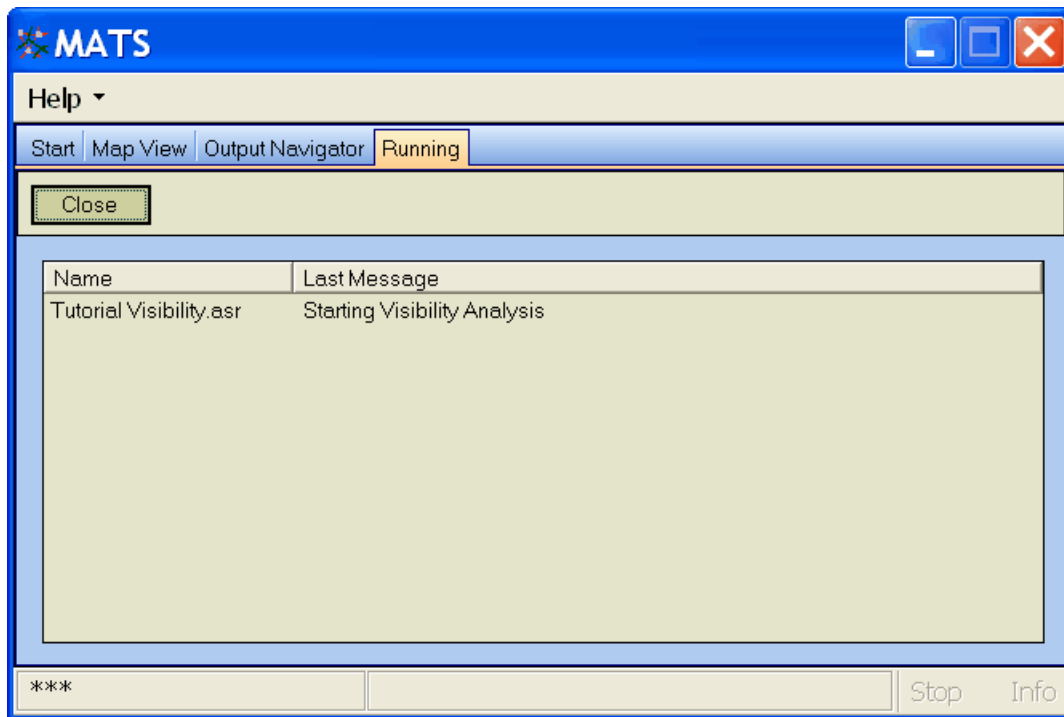 MATS
Help
Start Map View Output Navigator Running
Close
Name Last Message
Tutorial Visibility.asr Starting Visibility Analysis
*** Stop Info